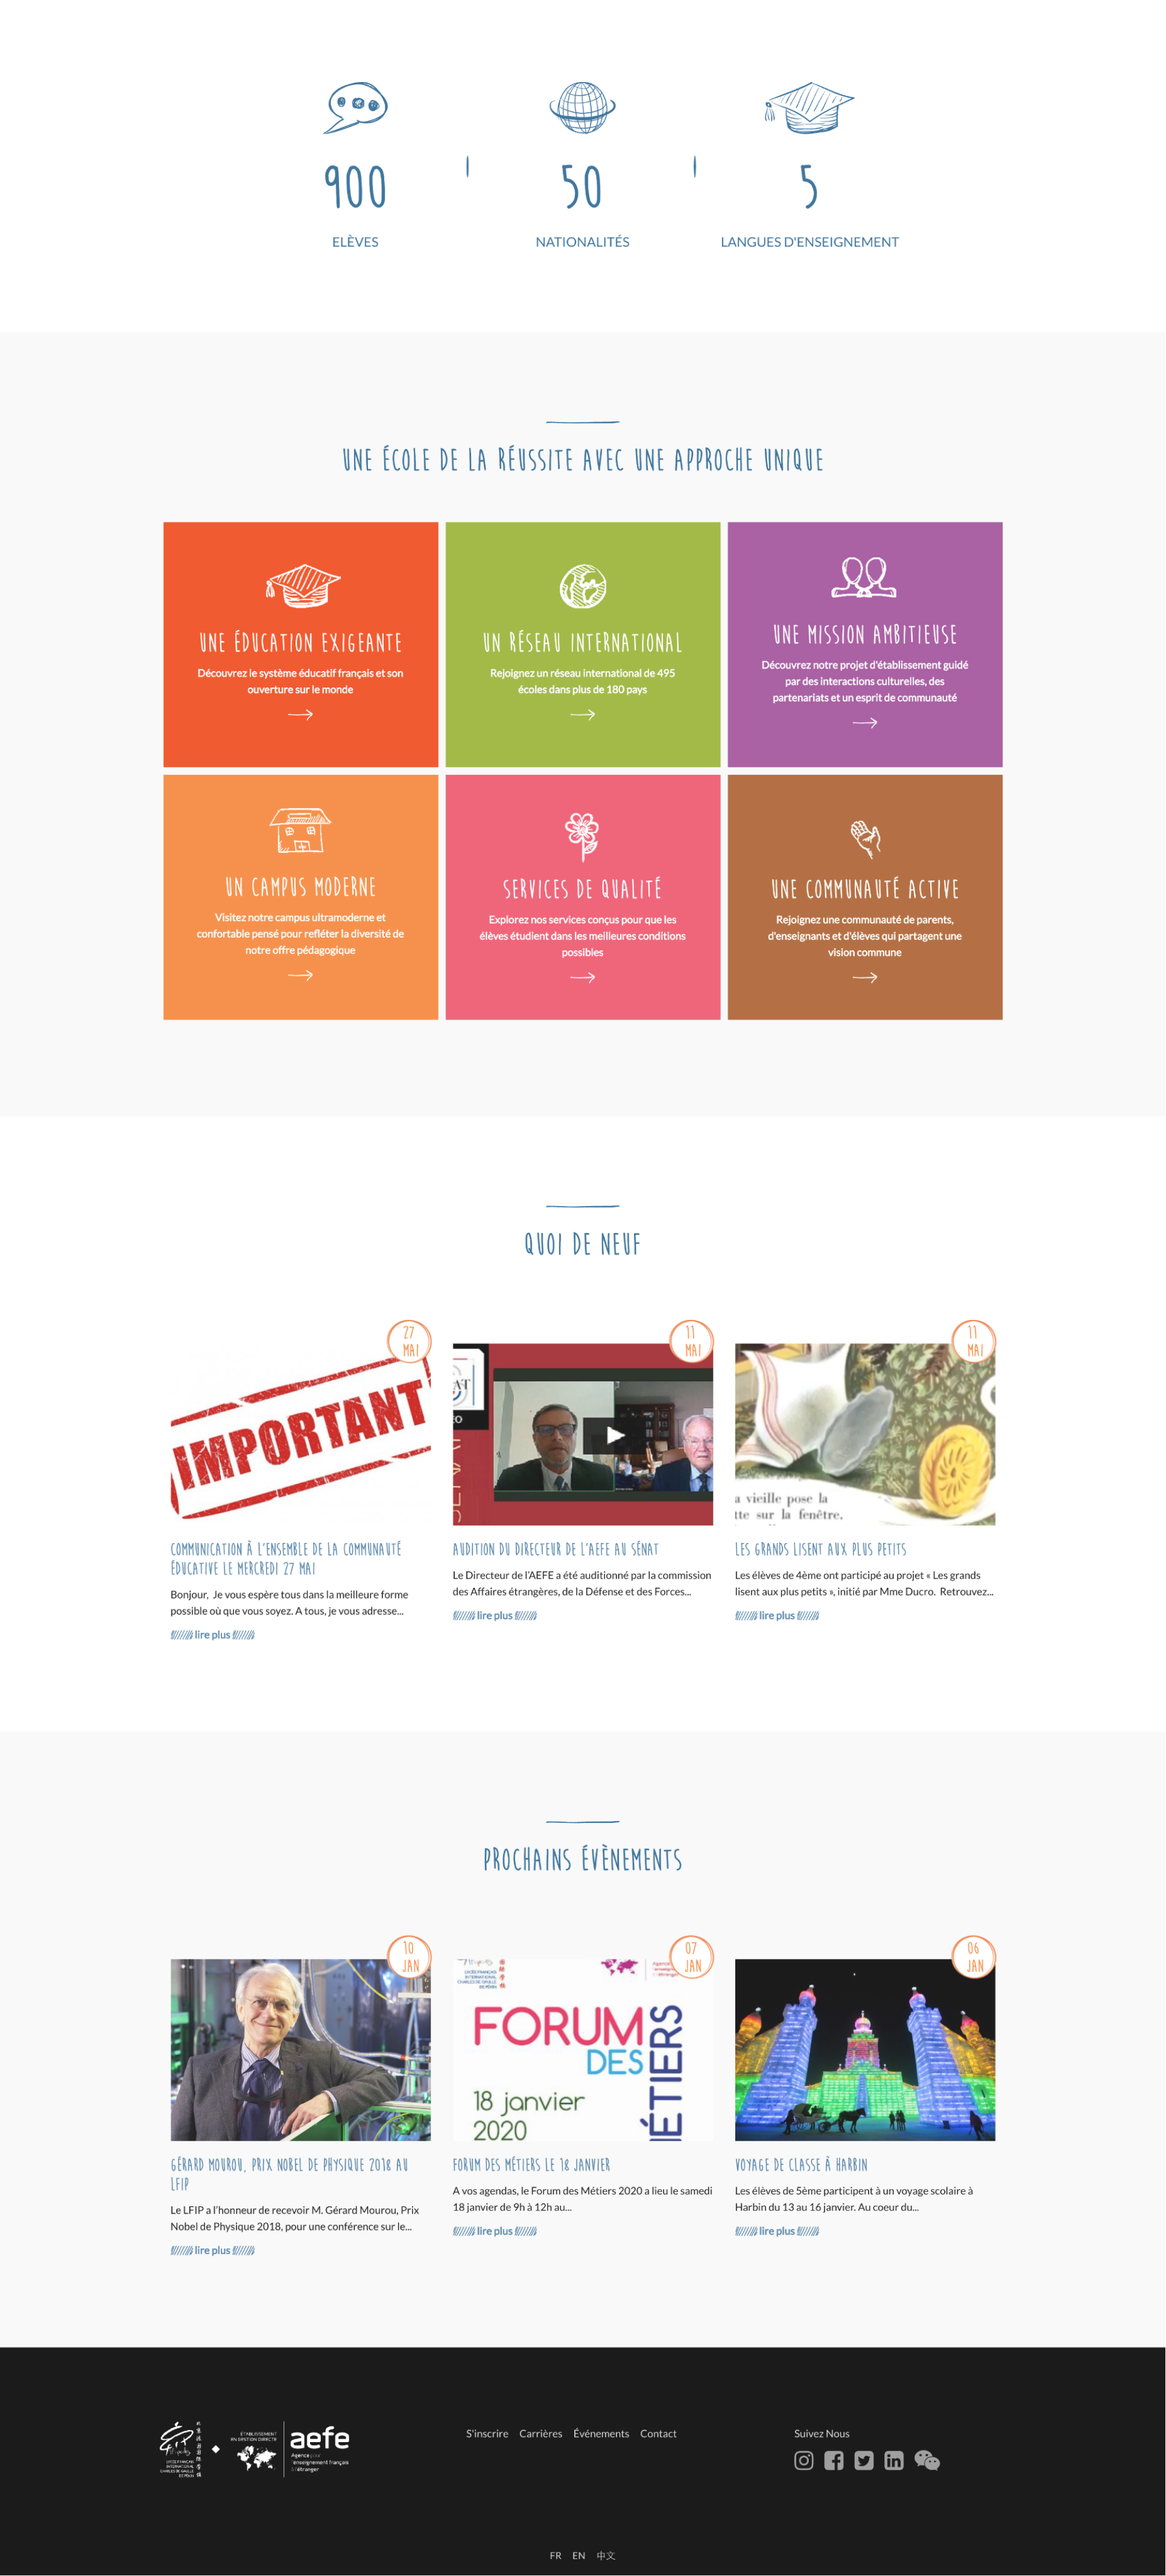 900
50
5
ELÈVES
NATIONALITÉS
LANGUES D'ENSEIGNEMENT
UNE ÉCOLE DE LA RÉUSSITE AVEC UNE APPROCHE UNIQUE
UNE ÉDUCATION EXIGEANTE
Découvrez le système éducatif français et son
ouverture sur le monde
UN RÉSEAU INTERNATIONAL
Rejoignez un réseau international de 495
écoles dans plus de 180 pays
UNE MISSION AMBITIEUSE
Découvrez notre projet d'établissement guidé
par des interactions culturelles, des
partenariats et un esprit de communauté
UN CAMPUS MODERNE
Visitez notre campus ultramoderne et
confortable pensé pour refléter la diversité de
notre offre pédagogique
SERVICES DE QUALITÉ
Explorez nos services conçus pour que les
élèves étudient dans les meilleures conditions
possibles
UNE COMMUNAUTÉ ACTIVE
Rejoignez une communauté de parents,
d'enseignants et d'élèves qui partagent une
vision commune
QUOI DE NEUF
27
MAI
IMPORTANT
COMMUNICATION À L'ENSEMBLE DE LA COMMUNAUTÉ
ÉDUCATIVE LE MERCREDI 27 MAI
Bonjour, Je vous espère tous dans la meilleure forme
possible où que vous soyez. A tous, je vous adresse...
lire plus
11
MAI
AUDITION DU DIRECTEUR DE L'AEFE AU SÉNAT
Le Directeur de l'AEFE a été auditionné par la commission
des Affaires étrangères, de la Défense et des Forces...
lire plus
11
MAI
a vieille pose la
tte sur la fenêtre.
LES GRANDS LISENT AUX PLUS PETITS
Les élèves de 4ème ont participé au projet « Les grands
lisent aux plus petits », initié par Mme Ducro. Retrouvez...
lire plus
PROCHAINS ÉVÈNEMENTS
10
JAN
GÉRARD MOUROU, PRIX NOBEL DE PHYSIQUE 2018 AU
LFIP
Le LFIP a l'honneur de recevoir M. Gérard Mourou, Prix
Nobel de Physique 2018, pour une conférence sur le...
lire plus
07
JAN
FORUM
DES
MÉTIERS
18 janvier
2020
FORUM DES MÉTIERS LE 18 JANVIER
A vos agendas, le Forum des Métiers 2020 a lieu le samedi
18 janvier de 9h à 12h au...
lire plus
06
JAN
VOYAGE DE CLASSE À HARBIN
Les élèves de 5ème participent à un voyage scolaire à
Harbin du 13 au 16 janvier. Au coeur du...
lire plus
ÉTABLISSEMENT
EN GESTION DIRECTE
aefe
Agence pour
l'enseignement français
à l'étranger
S'inscrire Carrières Événements Contact
Suivez Nous
FR EN 中文